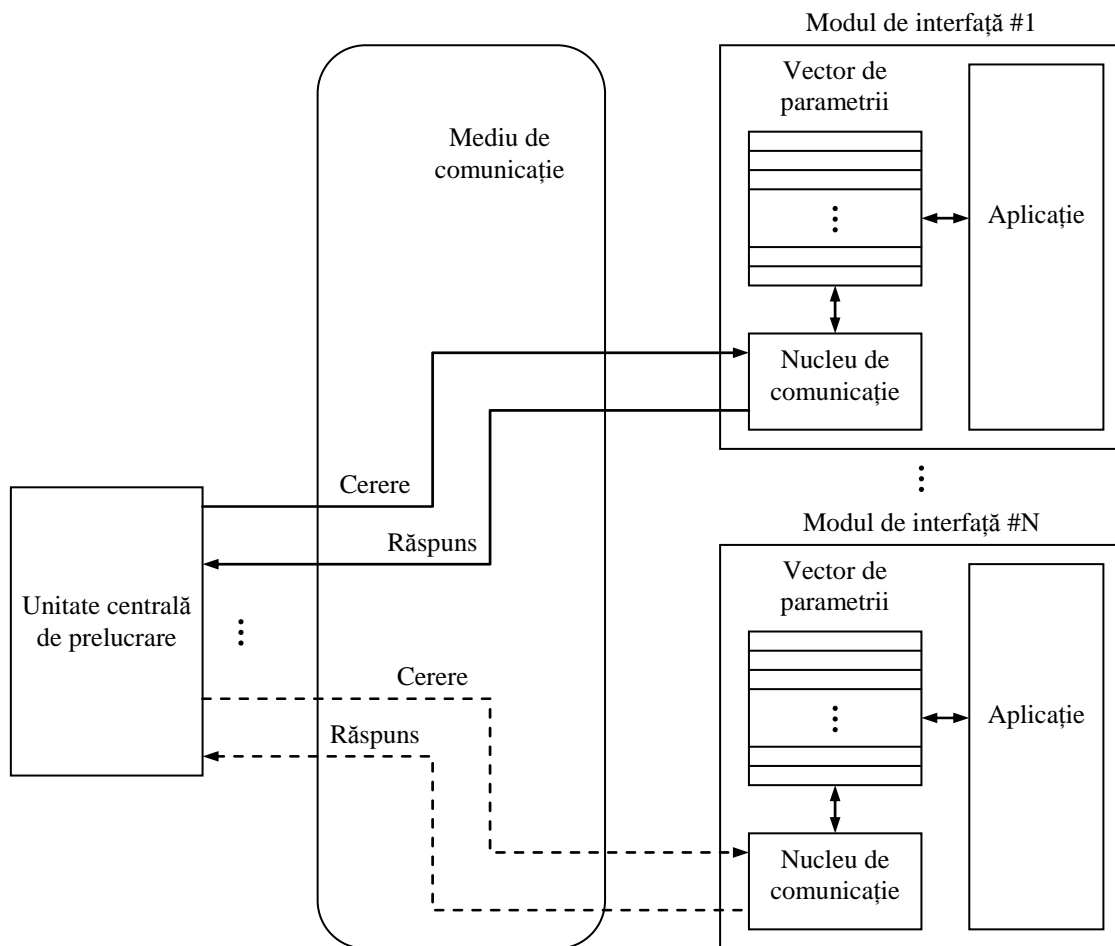 Modul de interfață #1
Vector de
parametrii
Aplicație
Mediu de
comunicație
Nucleu de
comunicație
Cerere
Răspuns
Unitate centrală
de prelucrare
Modul de interfață #N
Vector de
parametrii
Aplicație
Cerere
Răspuns
Nucleu de
comunicație